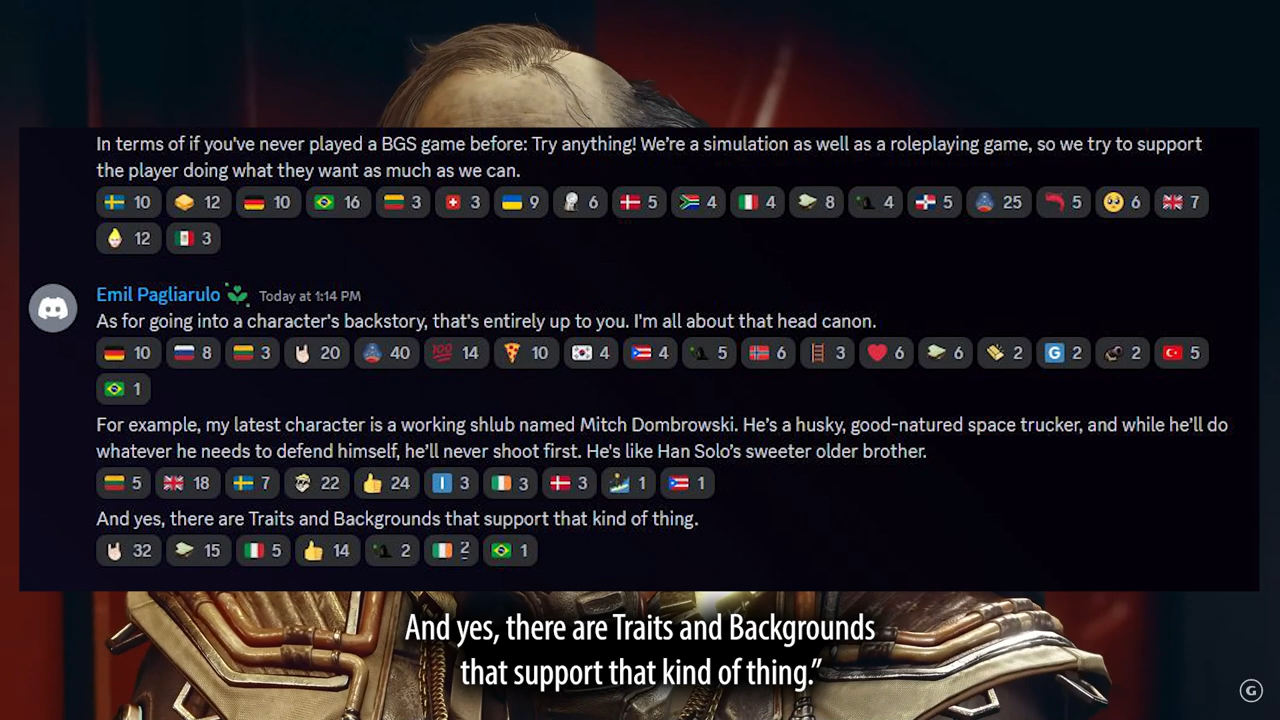 In terms of if you've never played a BGS game before: Try anything! We're a simulation as well as a roleplaying game, so we try to support
the player doing what they want as much as we can.
10 12 10 16 3 3 9 6 5 4 4 8 4 5 25 5 6 7
12 3
Emil Pagliarulo Today at 1:14 PM
As for going into a character's backstory, that's entirely up to you. I'm all about that head canon.
10 8 3 20 40 100 14 10 4 4 5 6 3 6 6 2 G 2 2 5
1
For example, my latest character is a working shlub named Mitch Dombrowski. He's a husky, good-natured space trucker, and while he'll do
whatever he needs to defend himself, he'll never shoot first. He's like Han Solo's sweeter older brother.
5 18 7 22 24 I 3 3 3 1 1
And yes, there are Traits and Backgrounds that support that kind of thing.
32 15 5 14 2 2 1
And yes, there are Traits and Backgrounds
that support that kind of thing.”
G